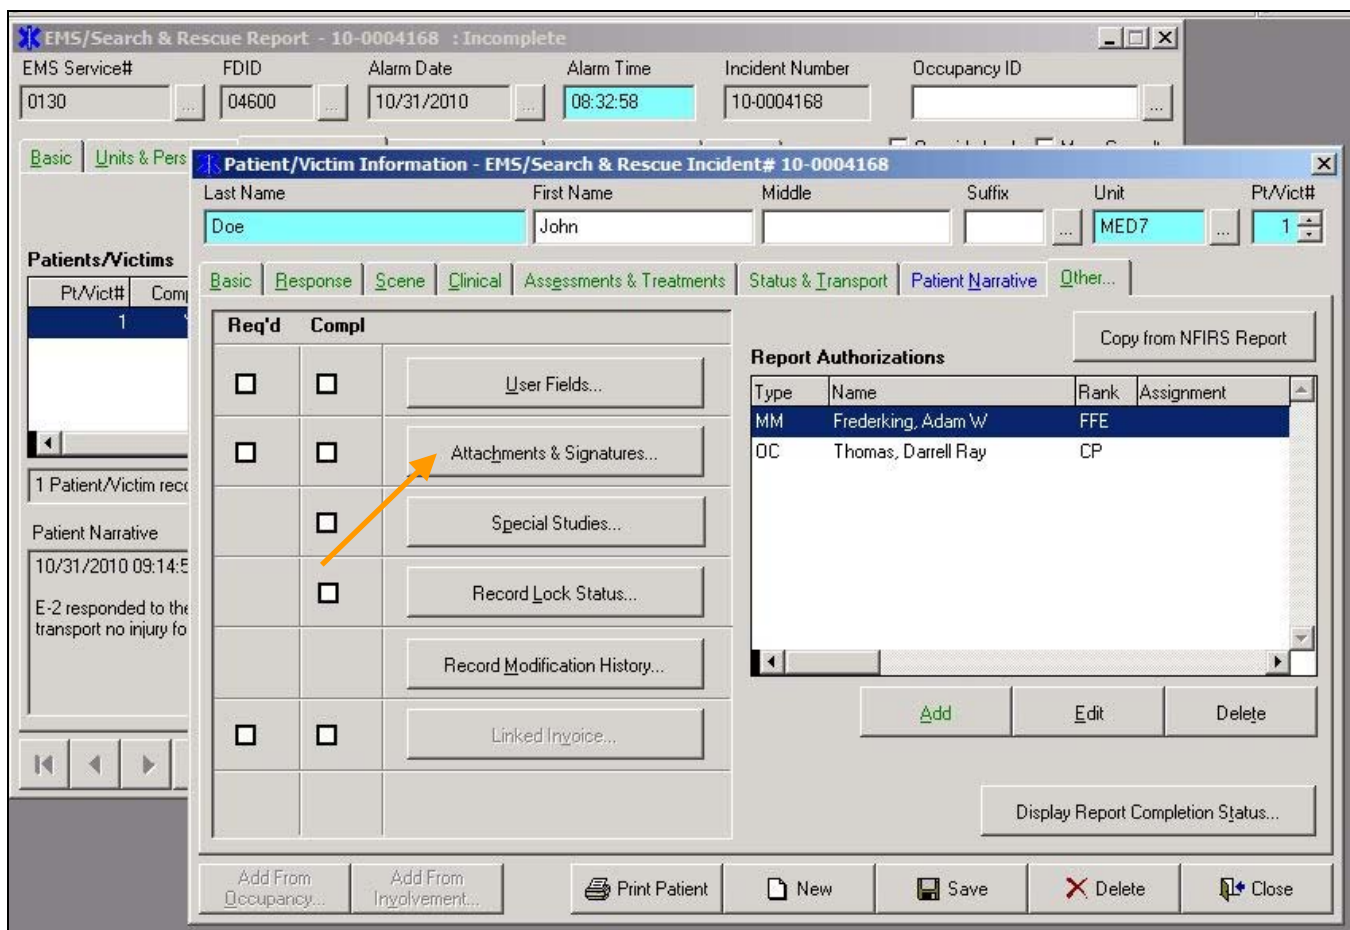 EMS/Search & Rescue Report - 10-0004168 : Incomplete
EMS Service# FDID Alarm Date Alarm Time Incident Number Occupancy ID
0130 ... 04600 ... 10/31/2010 ... 08:32:58 10-0004168 ...
Basic Units & Pers
Patient/Victim Information - EMS/Search & Rescue Incident# 10-0004168
Last Name First Name Middle Suffix Unit Pt/Vict#
Doe John ... MED7 ... 1
Basic Response Scene Clinical Assessments & Treatments Status & Transport Patient Narrative Other...
Patients/Victims
Pt/Vict# Comp
1
1 Patient/Victim reco
Patient Narrative
10/31/2010 09:14:5
E-2 responded to the
transport no injury fo
Req'd Compl
User Fields...
Attachments & Signatures...
Special Studies...
Record Lock Status...
Record Modification History...
Linked Invoice...
Copy from NFIRS Report
Report Authorizations
Type Name Rank Assignment
MM Frederking, Adam W FFE
OC Thomas, Darrell Ray CP
Add Edit Delete
Display Report Completion Status...
Add From Occupancy... Add From Involvement... Print Patient New Save Delete Close